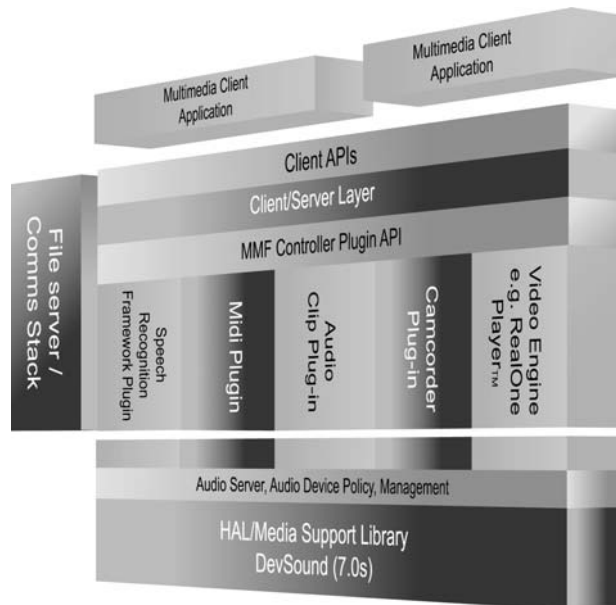 Multimedia Client
Application
Multimedia Client
Application
Client APIs
Client/Server Layer
MMF Controller Plugin API
File server /
Comms Stack
Speech
Recognition
Framework Plugin
Midi Plugin
Audio
Clip Plug-in
Camcorder
Plug-in
Video Engine
e.g. RealOne
Player™
Audio Server, Audio Device Policy, Management
HAL/Media Support Library
DevSound (7.0s)